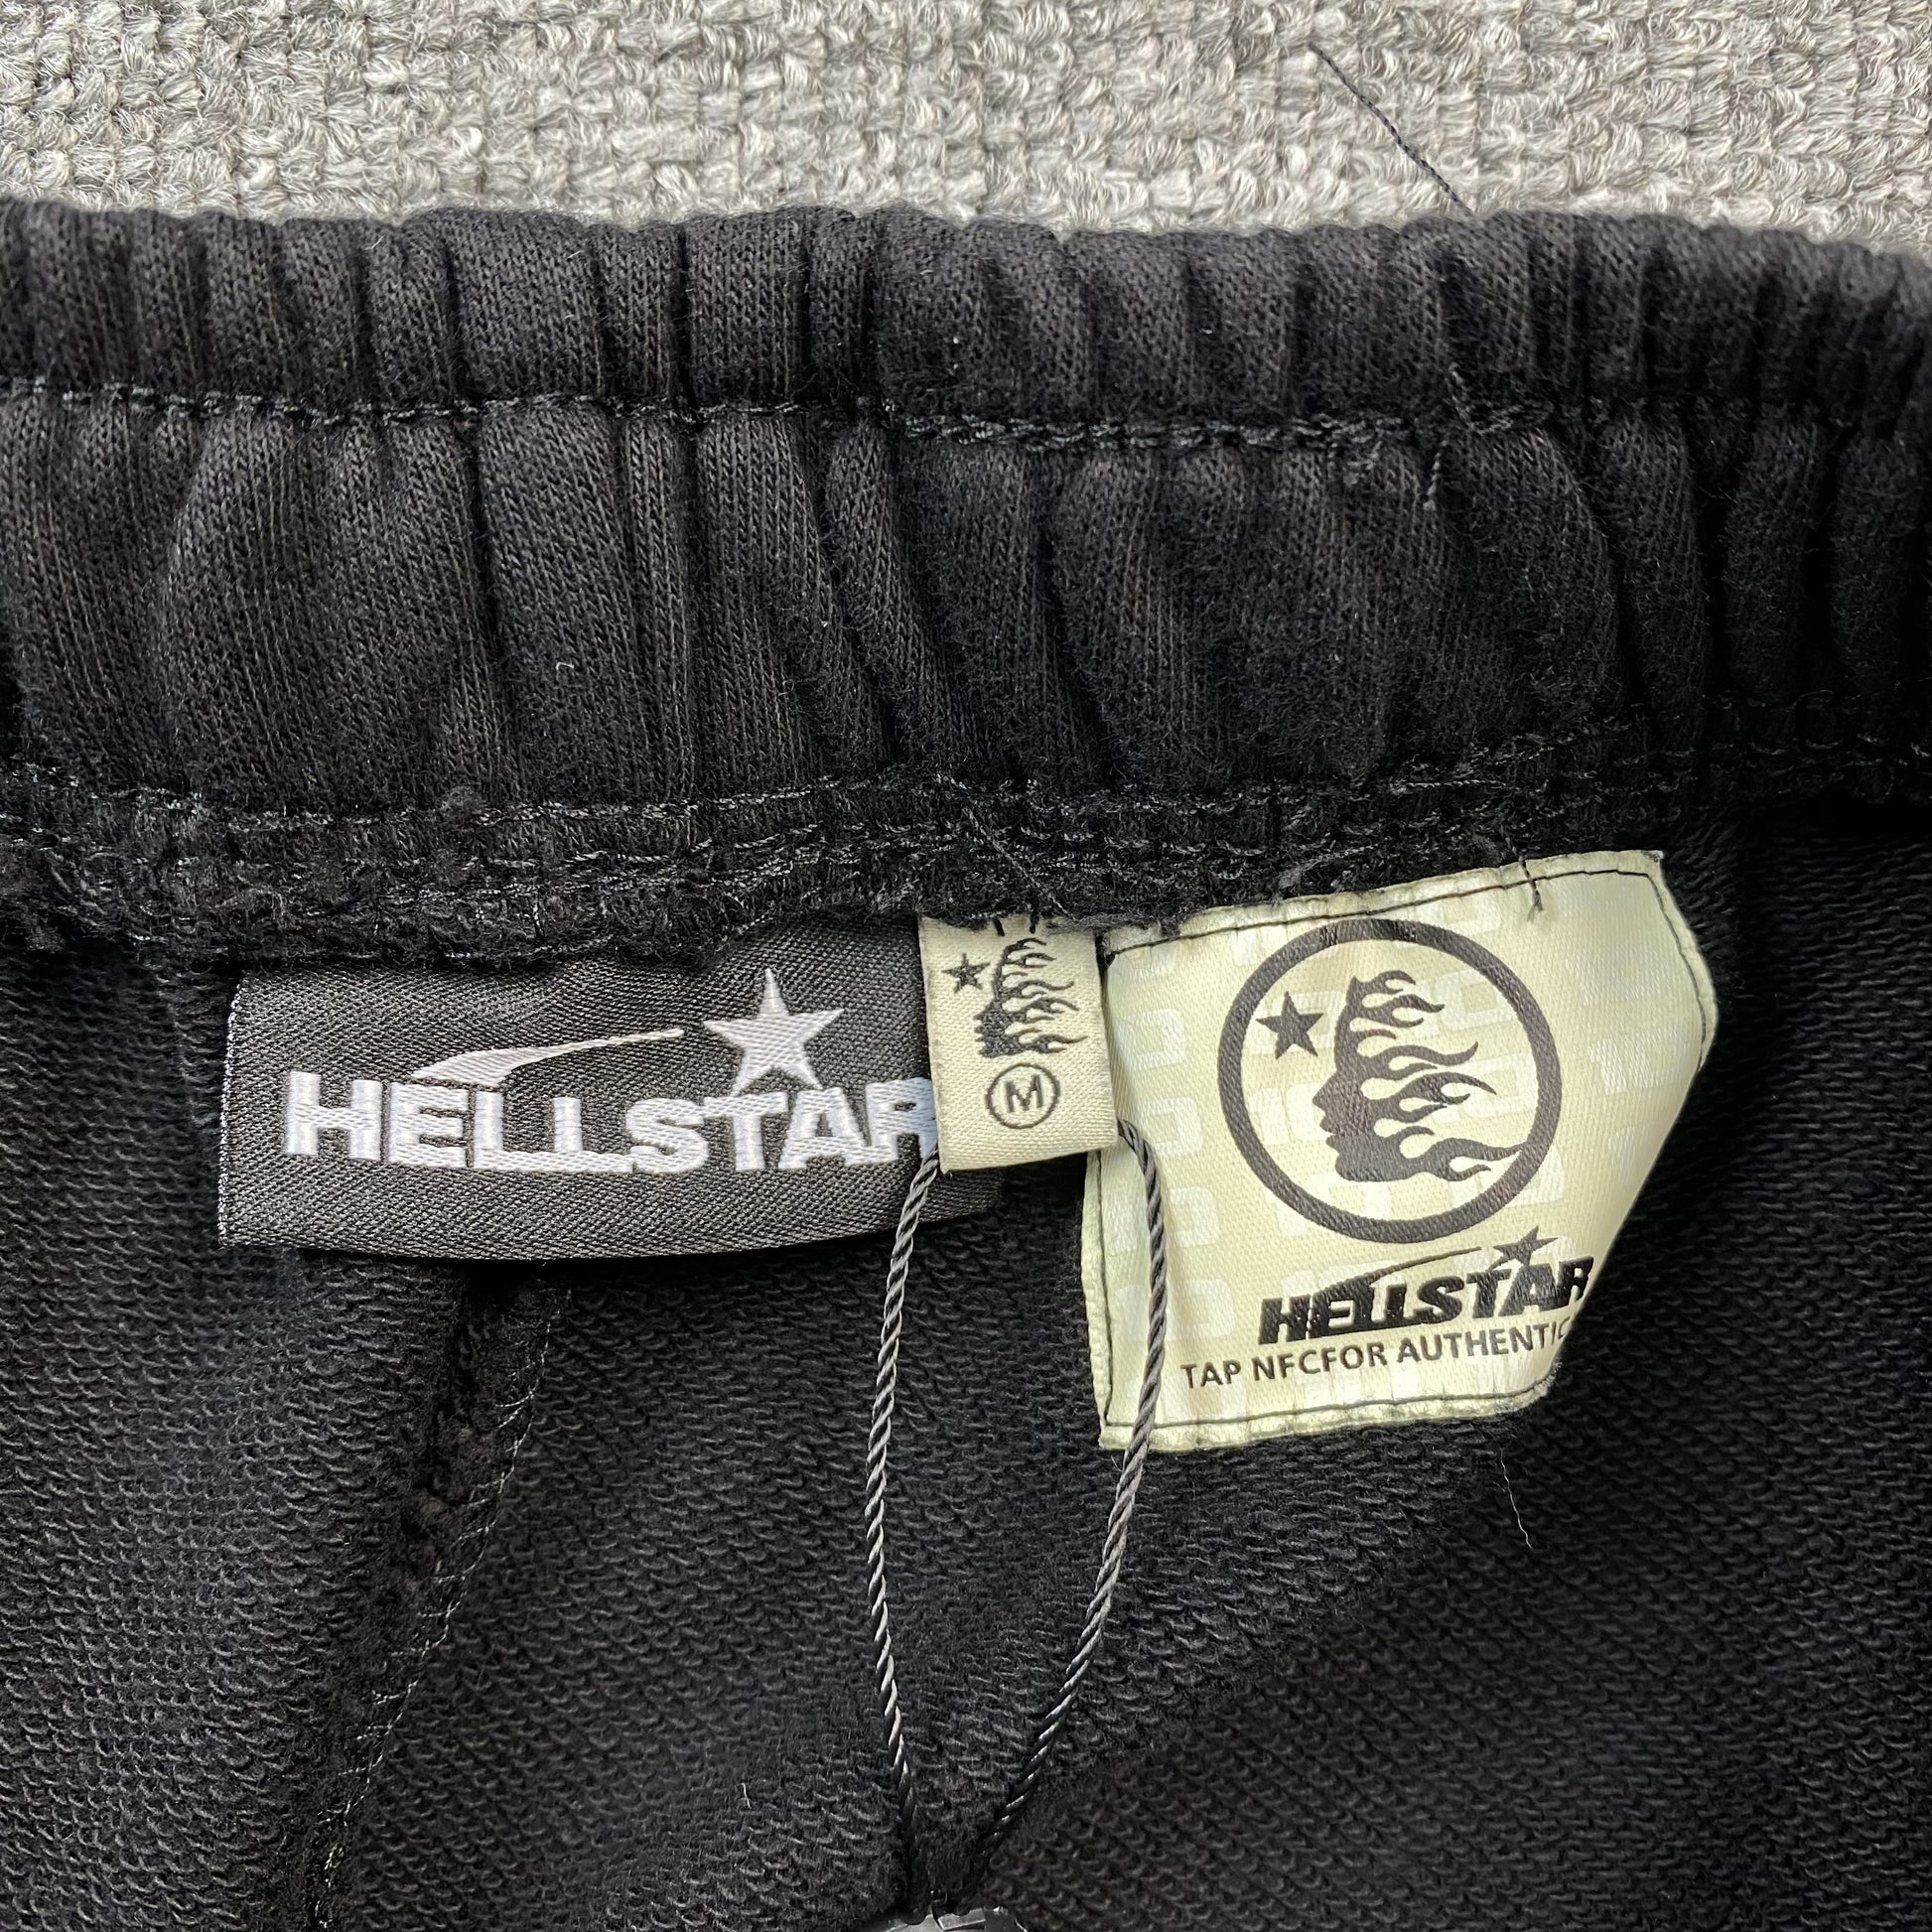 HELLSTAR
M
HELLSTAR
TAP NFCFOR AUTHENTIC